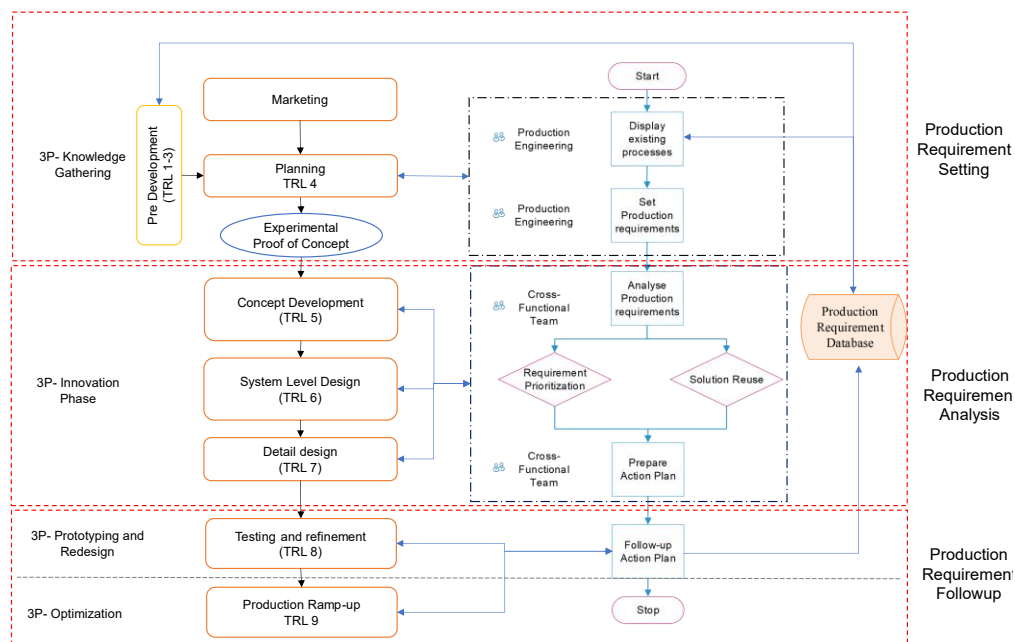 Start
Marketing
Display
existing
processes
Production
Engineering
Production
Requirement
Setting
3P- Knowledge
Gathering
Pre Development
(TRL 1-3)
Planning
TRL 4
Set
Production
requirements
Production
Engineering
Experimental
Proof of Concept
Concept Development
(TRL 5)
Cross-
Functional
Team
Analyse
Production
requirements
Production
Requirement
Database
3P- Innovation
Phase
System Level Design
(TRL 6)
Requirement
Prioritization
Solution Reuse
Production
Requirement
Analysis
Detail design
(TRL 7)
Cross-
Functional
Team
Prepare
Action Plan
3P- Prototyping and
Redesign
Testing and refinement
(TRL 8)
Follow-up
Action Plan
Production
Requirement
Followup
3P- Optimization
Production Ramp-up
TRL 9
Stop